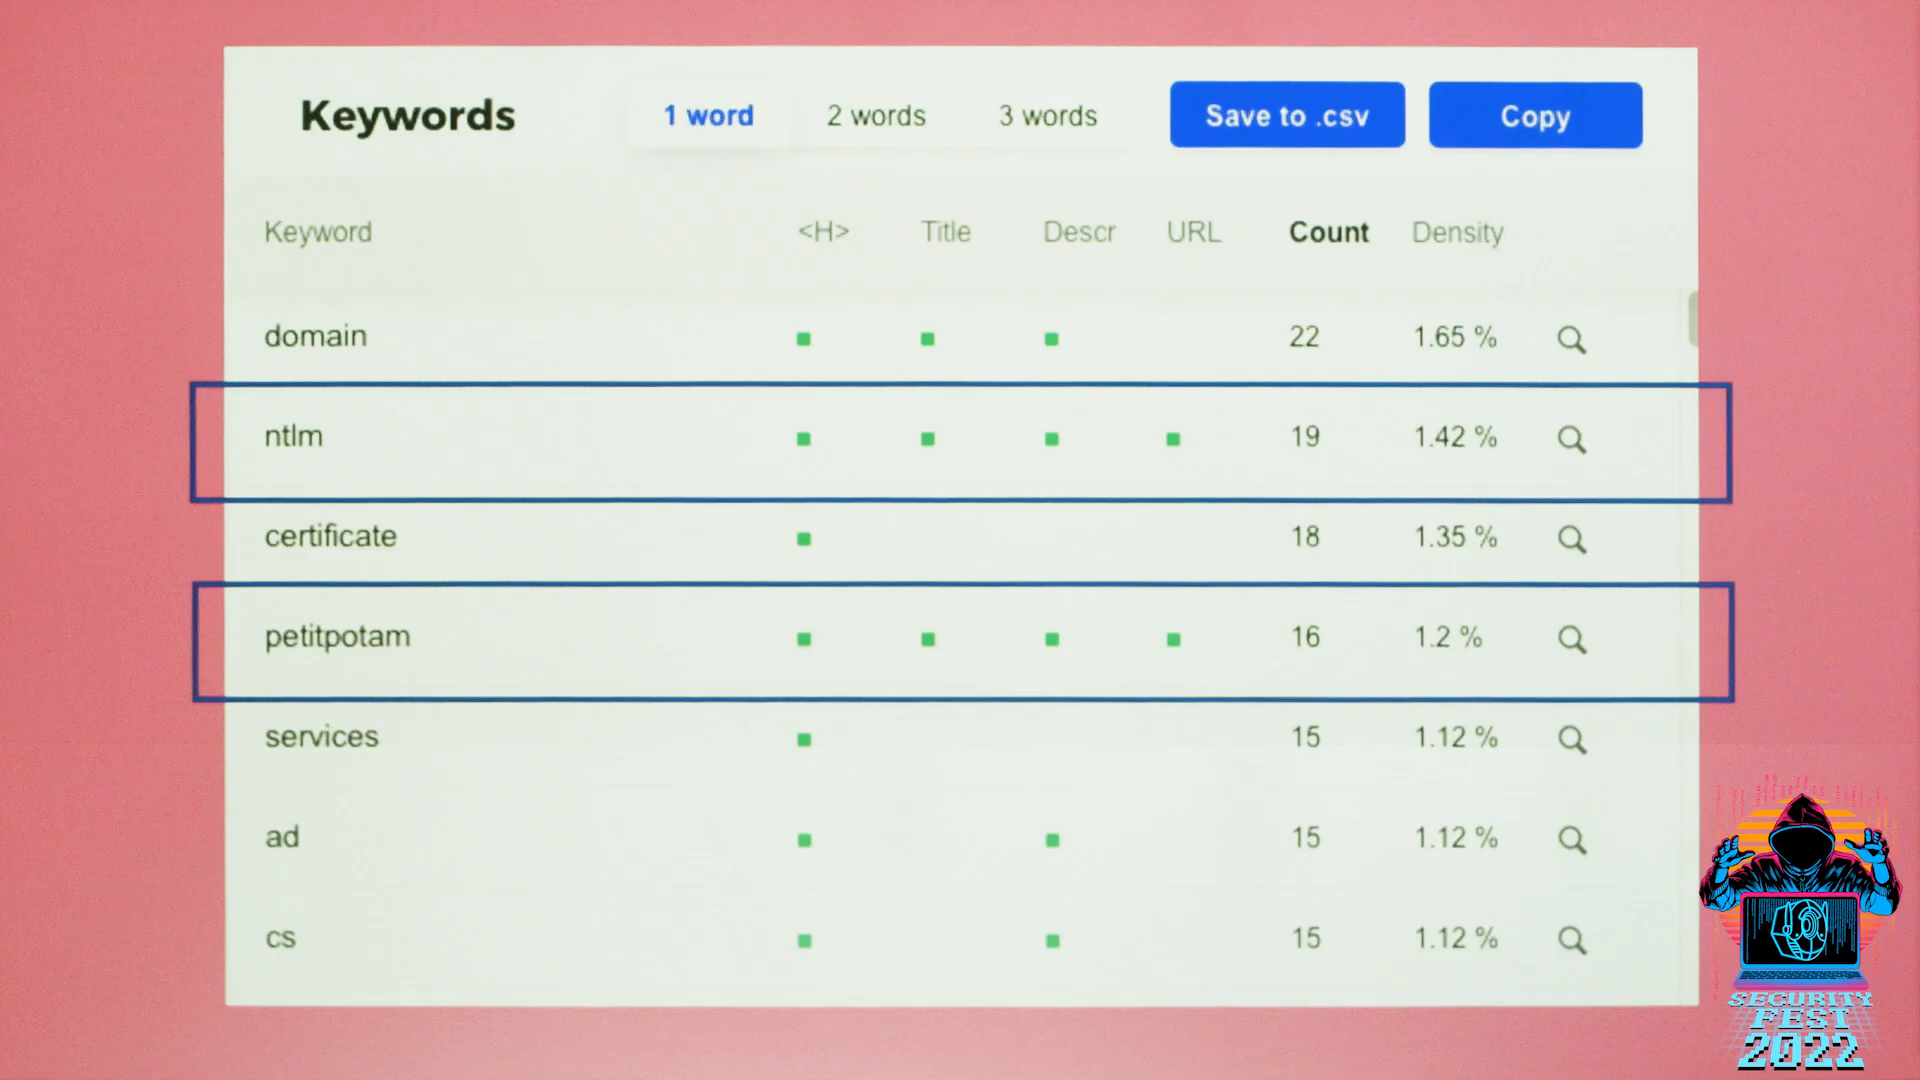 Keywords 1 word 2 words 3 words Save to .csv Copy
Keyword <H> Title Descr URL Count Density
domain 22 1.65 %
ntlm 19 1.42 %
certificate 18 1.35 %
petitpotam 16 1.2 %
services 15 1.12 %
ad 15 1.12 %
cs 15 1.12 %
SECURITY
FEST
2022